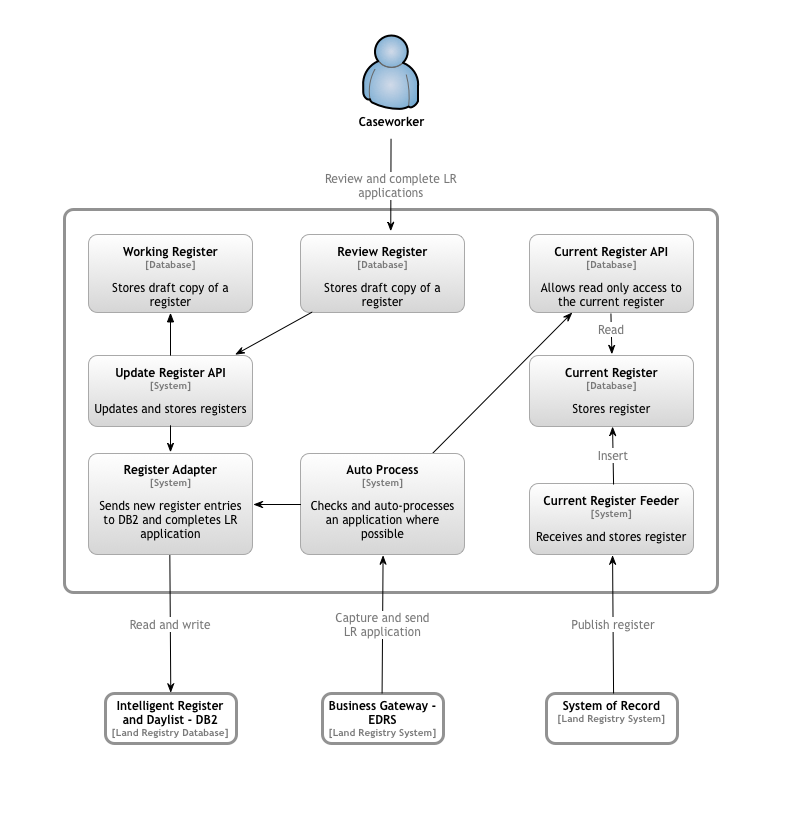 Caseworker
Review and complete LR
applications
Working Register
[Database]
Stores draft copy of a
register
Review Register
[Database]
Stores draft copy of a
register
Current Register API
[Database]
Allows read only access to
the current register
Read
Update Register API
[System]
Updates and stores registers
Current Register
[Database]
Stores register
Insert
Register Adapter
[System]
Sends new register entries
to DB2 and completes LR
application
Auto Process
[System]
Checks and auto-processes
an application where
possible
Current Register Feeder
[System]
Receives and stores register
Read and write
Capture and send
LR application
Publish register
Intelligent Register
and Daylist - DB2
[Land Registry Database]
Business Gateway -
EDRS
[Land Registry System]
System of Record
[Land Registry System]